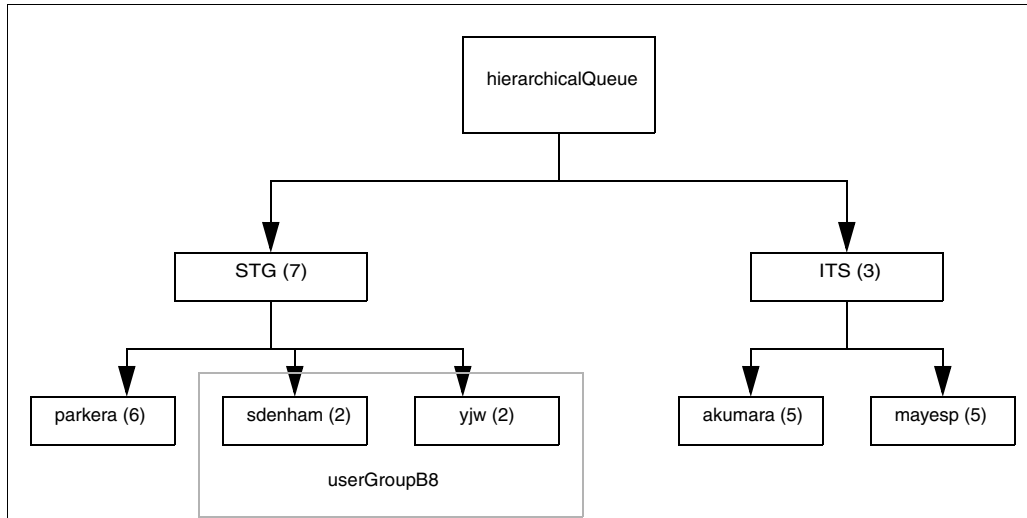 hierarchicalQueue
STG (7)
ITS (3)
parkera (6)
sdenham (2)
yjw (2)
akumara (5)
mayesp (5)
userGroupB8